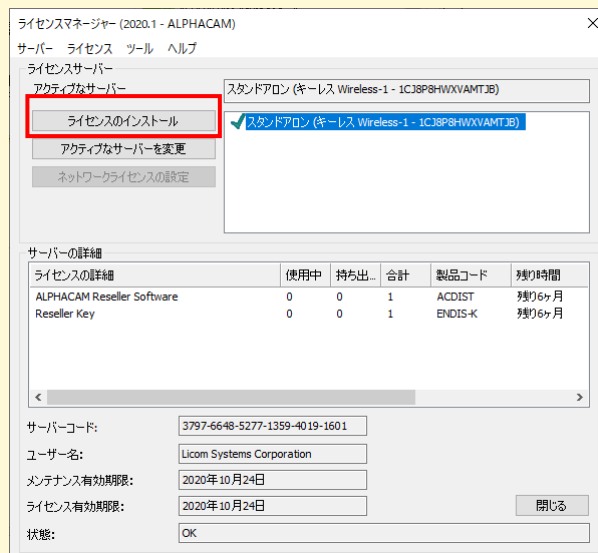 ライセンスマネージャー (2020.1 - ALPHACAM)
サーバー ライセンス ツール ヘルプ
ライセンスサーバー
アクティブなサーバー スタンドアロン (キーレス Wireless-1 - 1CJ8P8HWXVAMTJB)
ライセンスのインストール スタンドアロン (キーレス Wireless-1 - 1CJ8P8HWXVAMTJB)
アクティブなサーバーを変更
ネットワークライセンスの設定
サーバーの詳細
ライセンスの詳細 使用中 持ち出... 合計 製品コード 残り時間
ALPHACAM Reseller Software 0 0 1 ACDIST 残り6ヶ月
Reseller Key 0 0 1 ENDIS-K 残り6ヶ月
サーバーコード: 3797-6648-5277-1359-4019-1601
ユーザー名: Licom Systems Corporation
メンテナンス有効期限: 2020年10月24日
ライセンス有効期限: 2020年10月24日 閉じる
状態: OK